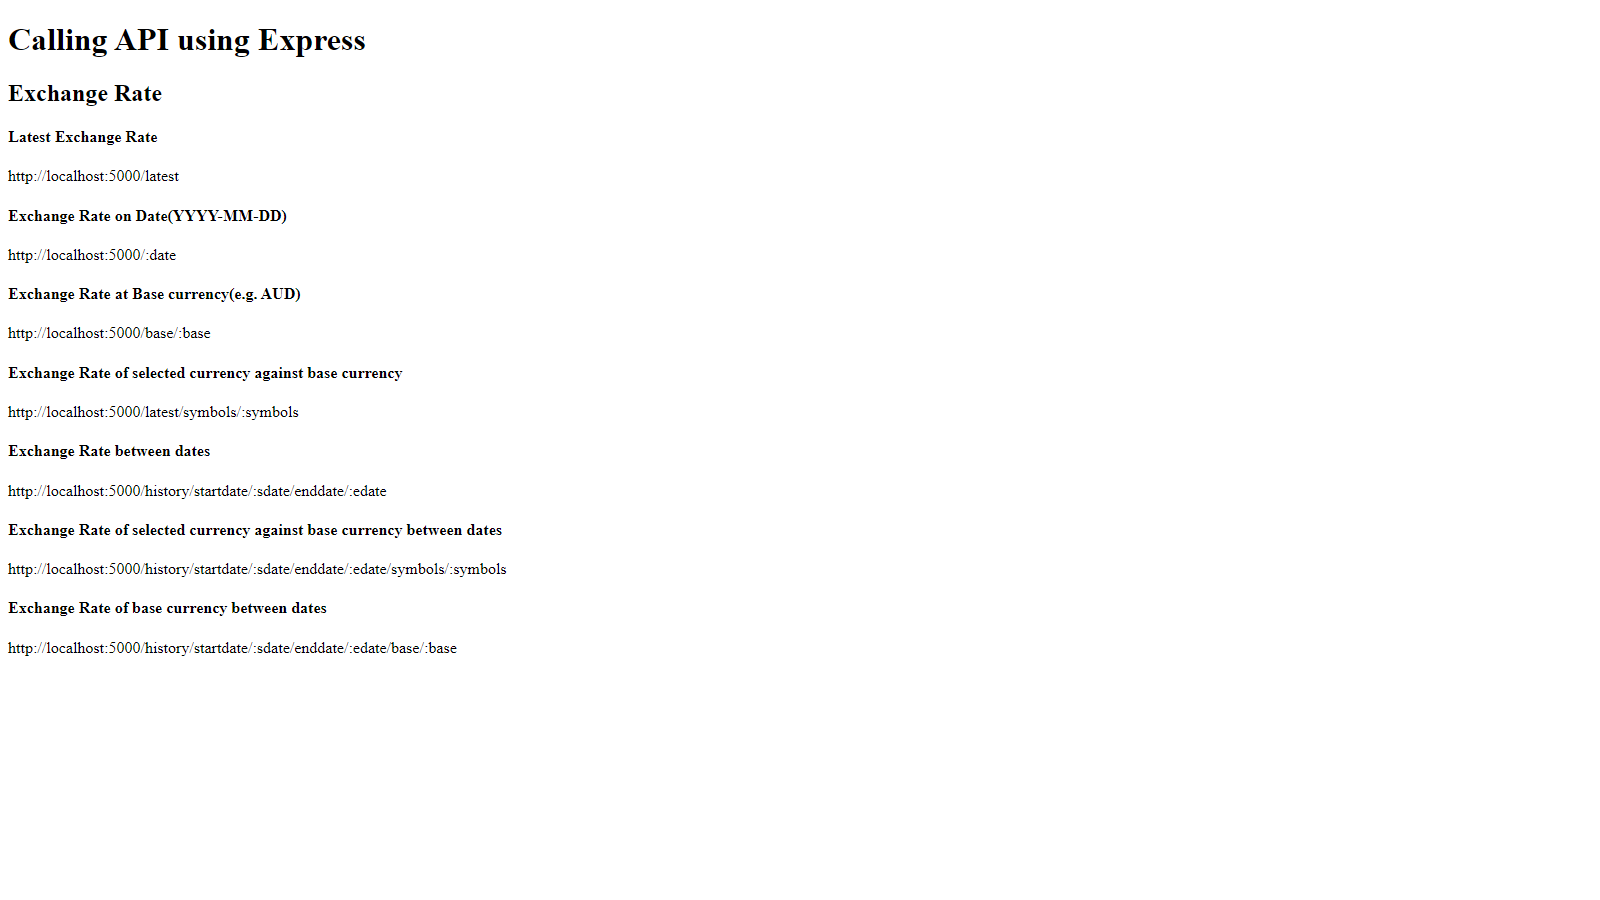 Calling API using Express
Exchange Rate
Latest Exchange Rate
http://localhost:5000/latest
Exchange Rate on Date(YYYY-MM-DD)
http://localhost:5000/:date
Exchange Rate at Base currency(e.g. AUD)
http://localhost:5000/base/:base
Exchange Rate of selected currency against base currency
http://localhost:5000/latest/symbols/:symbols
Exchange Rate between dates
http://localhost:5000/history/startdate/:sdate/enddate/:edate
Exchange Rate of selected currency against base currency between dates
http://localhost:5000/history/startdate/:sdate/enddate/:edate/symbols/:symbols
Exchange Rate of base currency between dates
http://localhost:5000/history/startdate/:sdate/enddate/:edate/base/:base